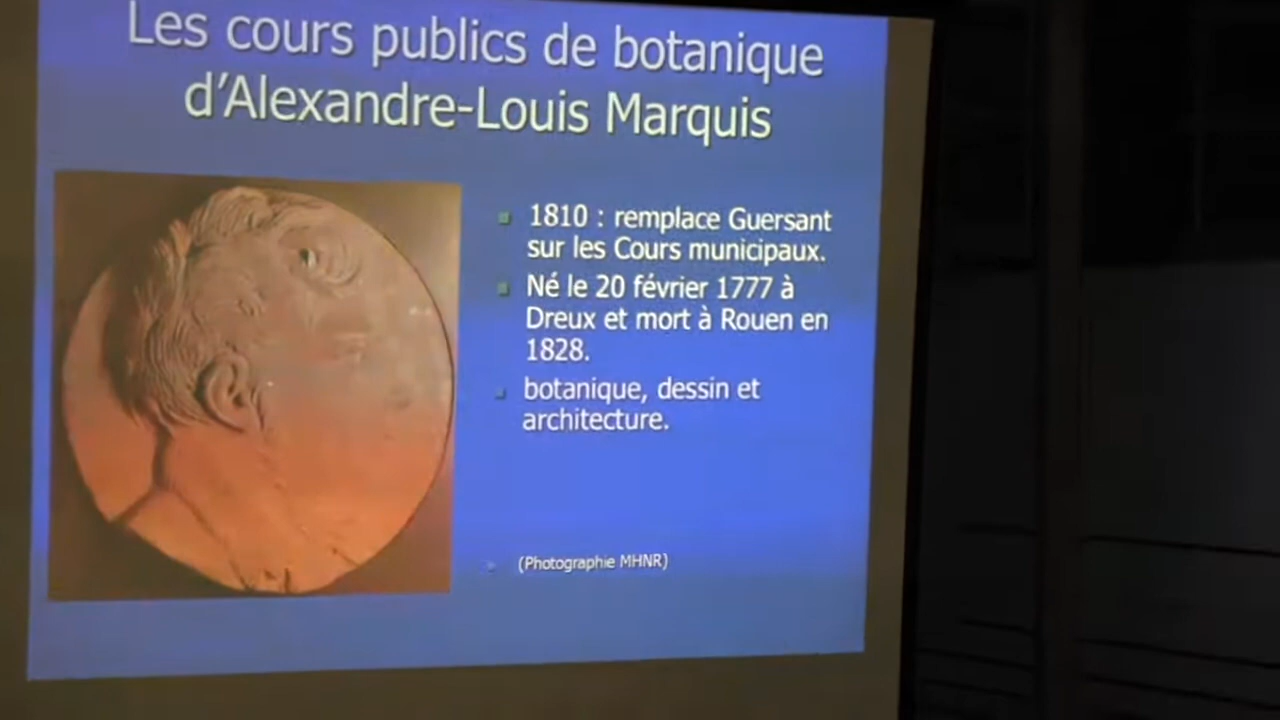 Les cours publics de botanique
d'Alexandre-Louis Marquis
1810 : remplace Guersant
sur les Cours municipaux.
Né le 20 février 1777 à
Dreux et mort à Rouen en
1828.
botanique, dessin et
architecture.
(Photographie MHNR)